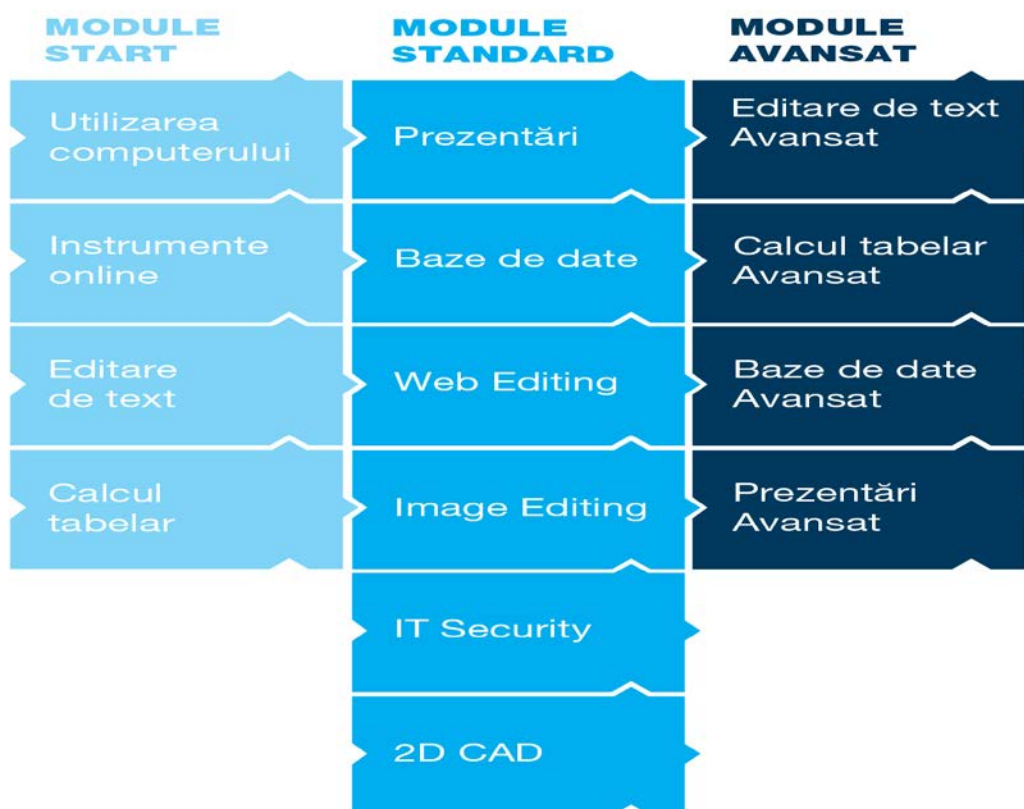 MODULE
START
Utilizarea
computerului
Instrumente
online
Editare
de text
Calcul
tabelar
MODULE
STANDARD
Prezentări
Baze de date
Web Editing
Image Editing
IT Security
2D CAD
MODULE
AVANSAT
Editare de text
Avansat
Calcul tabelar
Avansat
Baze de date
Avansat
Prezentări
Avansat